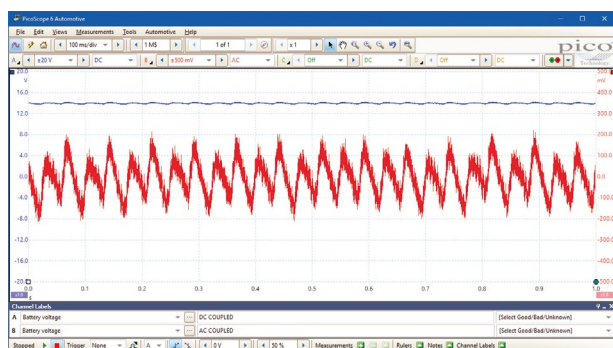 PicoScope 6 Automotive
File Edit Views Measurements Tools Automotive Help
100 ms/div 1 MS 1 of 1 x 1
pico
Technology
A ±20 V DC B ±500 mV AC C Off DC D Off DC
20.0 300.0
V mV
16.0
12.0
8.0 200.0
4.0 100.0
0.0 0.0
-4.0 -100.0
-8.0 -200.0
-12.0 -300.0
-16.0 -400.0
-20.0 -500.0
0.0 0.1 0.2 0.3 0.4 0.5 0.6 0.7 0.8 0.9 1.0
x1.0 s x1.0
Channel Labels
A Battery voltage ... DC COUPLED [Select Good/Bad/Unknown]
B Battery voltage ... AC COUPLED [Select Good/Bad/Unknown]
Stopped Trigger None A 0 V 50 % Measurements Rulers Notes Channel Labels